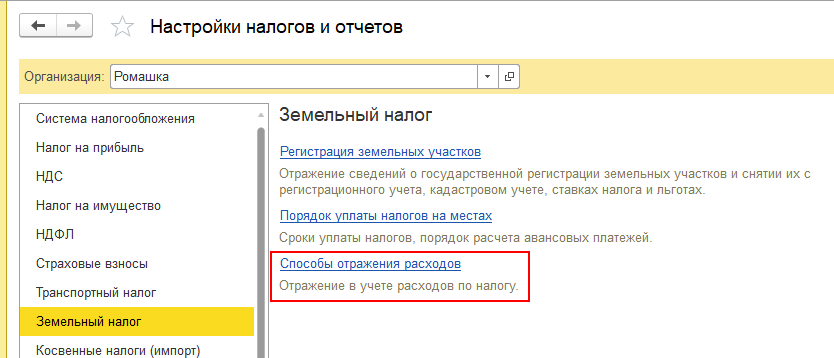 Настройки налогов и отчетов
Организация: Ромашка
Система налогообложения
Налог на прибыль
НДС
Налог на имущество
НДФЛ
Страховые взносы
Транспортный налог
Земельный налог
Косвенные налоги (импорт)
Земельный налог
Регистрация земельных участков
Отражение сведений о государственной регистрации земельных участков и снятии их с
регистрационного учета, кадастровом учете, ставках налога и льготах.
Порядок уплаты налогов на местах
Сроки уплаты налогов, порядок расчета авансовых платежей.
Способы отражения расходов
Отражение в учете расходов по налогу.